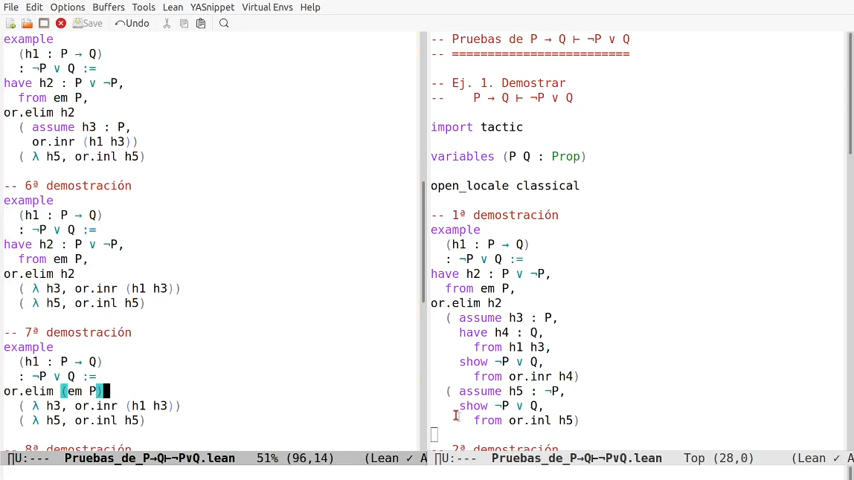 File Edit Options Buffers Tools Lean YASnippet Virtual Envs Help
Save Undo
example
(h1 : P → Q)
: ¬P ∨ Q :=
have h2 : P ∨ ¬P,
from em P,
or.elim h2
( assume h3 : P,
or.inr (h1 h3))
( λ h5, or.inl h5)
-- 6ª demostración
example
(h1 : P → Q)
: ¬P ∨ Q :=
have h2 : P ∨ ¬P,
from em P,
or.elim h2
( λ h3, or.inr (h1 h3))
( λ h5, or.inl h5)
-- 7ª demostración
example
(h1 : P → Q)
: ¬P ∨ Q :=
or.elim (em P)
( λ h3, or.inr (h1 h3))
( λ h5, or.inl h5)
-- 8ª demostración
∏U:--- Pruebas_de_P→Q⊢¬P∨Q.lean 51% (96,14) (Lean ✓ A
-- Pruebas de P → Q ⊢ ¬P ∨ Q
-- =========================
-- Ej. 1. Demostrar
-- P → Q ⊢ ¬P ∨ Q
import tactic
variables (P Q : Prop)
open_locale classical
-- 1ª demostración
example
(h1 : P → Q)
: ¬P ∨ Q :=
have h2 : P ∨ ¬P,
from em P,
or.elim h2
( assume h3 : P,
have h4 : Q,
from h1 h3,
show ¬P ∨ Q,
from or.inr h4)
( assume h5 : ¬P,
show ¬P ∨ Q,
from or.inl h5)
-- 2ª demostración
∏U:--- Pruebas_de_P→Q⊢¬P∨Q.lean Top (28,0) (Lean ✓ A